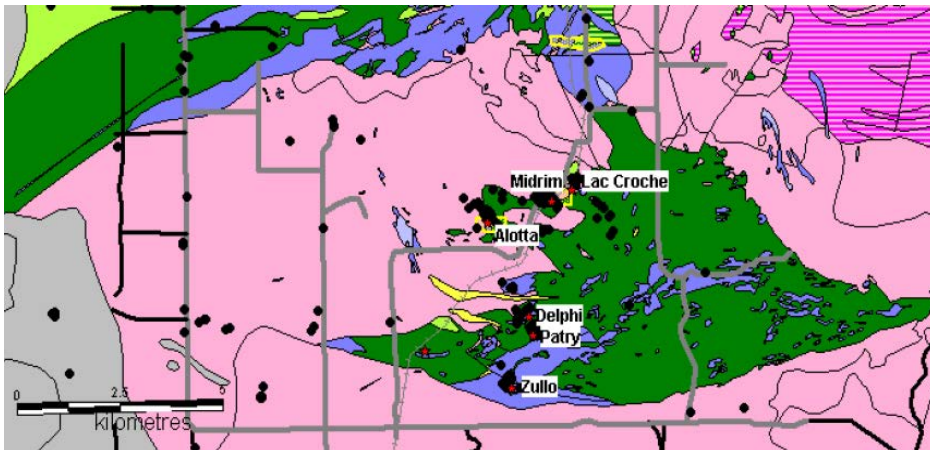 Midrim
Lac Croche
Alotta
Delphi
Patry
Zullo
0 2.5 5
kilometres